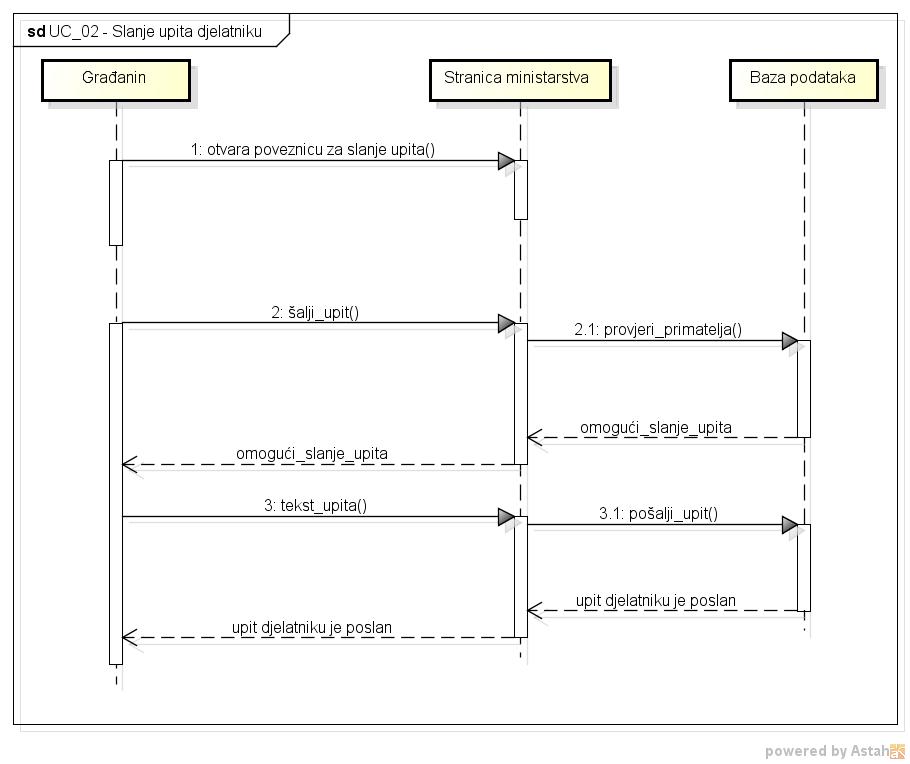 sd UC_02 - Slanje upita djelatniku
Građanin
Stranica ministarstva
Baza podataka
1: otvara poveznicu za slanje upita()
2: šalji_upit()
2.1: provjeri_primatelja()
omogući_slanje_upita
omogući_slanje_upita
3: tekst_upita()
3.1: pošalji_upit()
upit djelatniku je poslan
upit djelatniku je poslan
powered by Astah